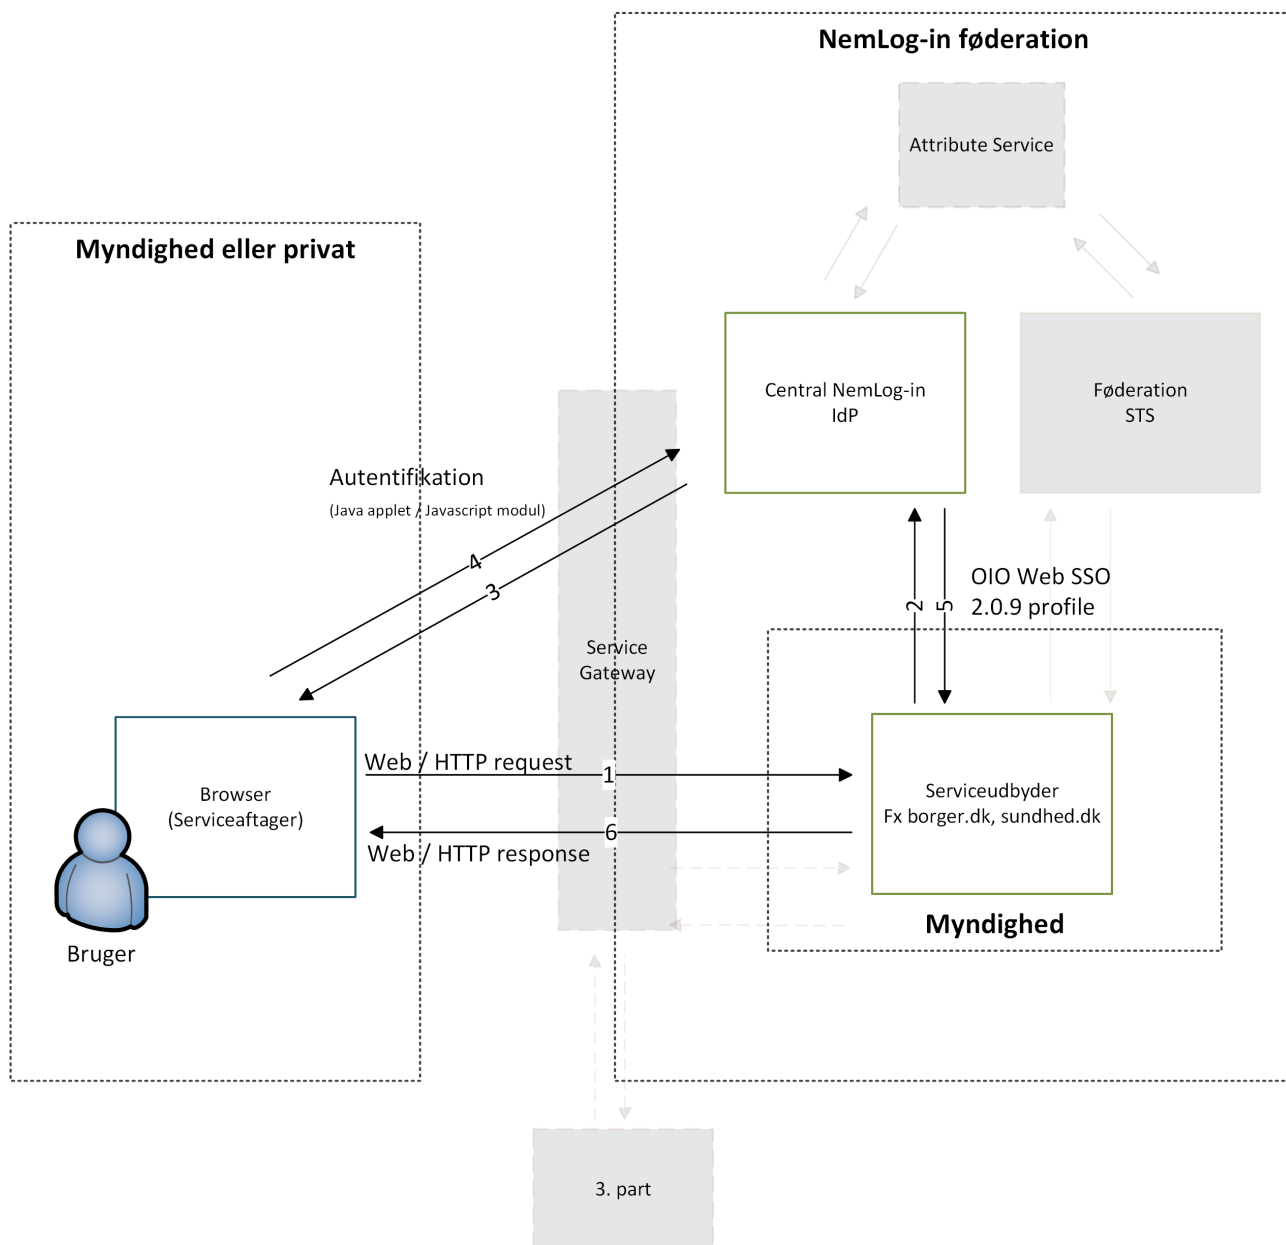 NemLog-in føderation
Attribute Service
Myndighed eller privat
Central NemLog-in
IdP
Føderation
STS
Autentifikation
(Java applet / Javascript modul)
4
3
2
5
OIO Web SSO
2.0.9 profile
Service
Gateway
Web / HTTP request
1
Browser
(Serviceaftager)
Serviceudbyder
Fx borger.dk, sundhed.dk
6
Web / HTTP response
Myndighed
Bruger
3. part